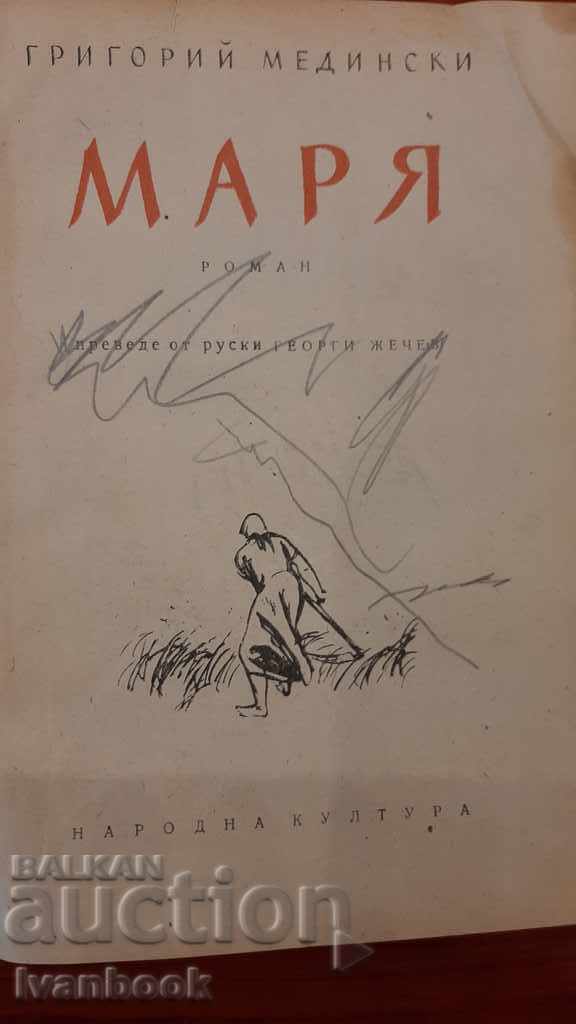 ГРИГОРИЙ МЕДИНСКИ
МАРЯ
РОМАН
преведе от руски ГЕОРГИ ЖЕЧЕВ
НАРОДНА КУЛТУРА
BALKAN
auction
Ivanbook